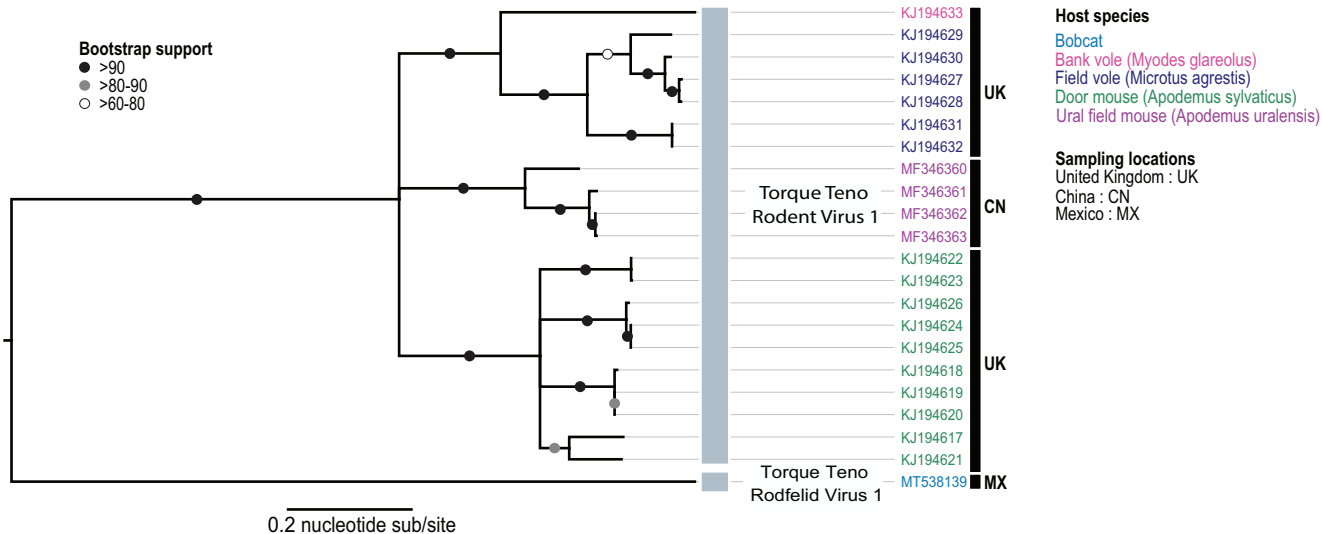 Bootstrap support
>90
>80-90
>60-80
KJ194633
KJ194629
KJ194630
KJ194627
KJ194628
KJ194631
KJ194632
MF346360
MF346361
MF346362
MF346363
KJ194622
KJ194623
KJ194626
KJ194624
KJ194625
KJ194618
KJ194619
KJ194620
KJ194617
KJ194621
MT538139
UK
CN
UK
MX
Torque Teno
Rodent Virus 1
Torque Teno
Rodfelid Virus 1
Host species
Bobcat
Bank vole (Myodes glareolus)
Field vole (Microtus agrestis)
Door mouse (Apodemus sylvaticus)
Ural field mouse (Apodemus uralensis)
Sampling locations
United Kingdom : UK
China : CN
Mexico : MX
0.2 nucleotide sub/site